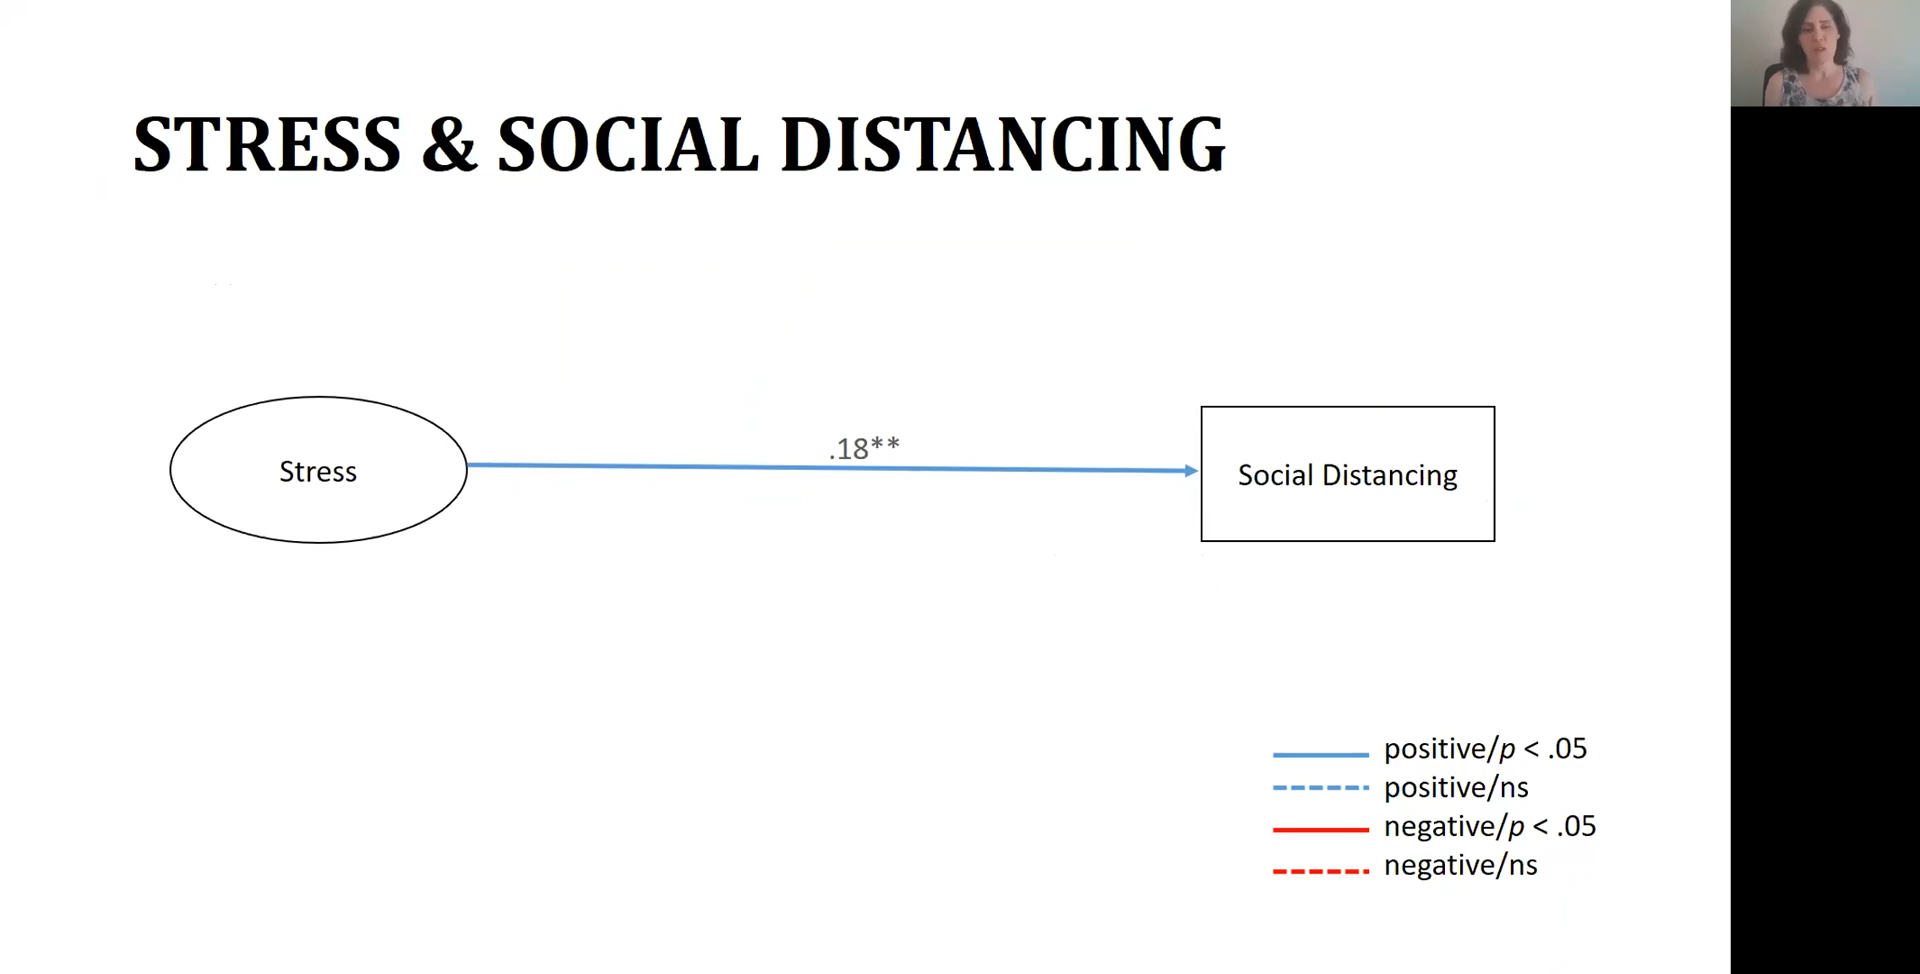 STRESS & SOCIAL DISTANCING
Stress
.18**
Social Distancing
positive/p < .05
positive/ns
negative/p < .05
negative/ns